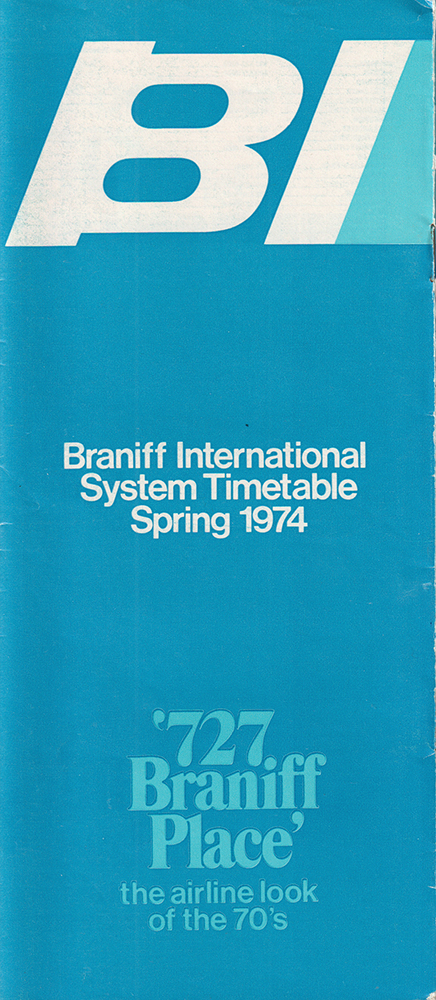 BI
Braniff International
System Timetable
Spring 1974
'727
Braniff
Place'
the airline look
of the 70's